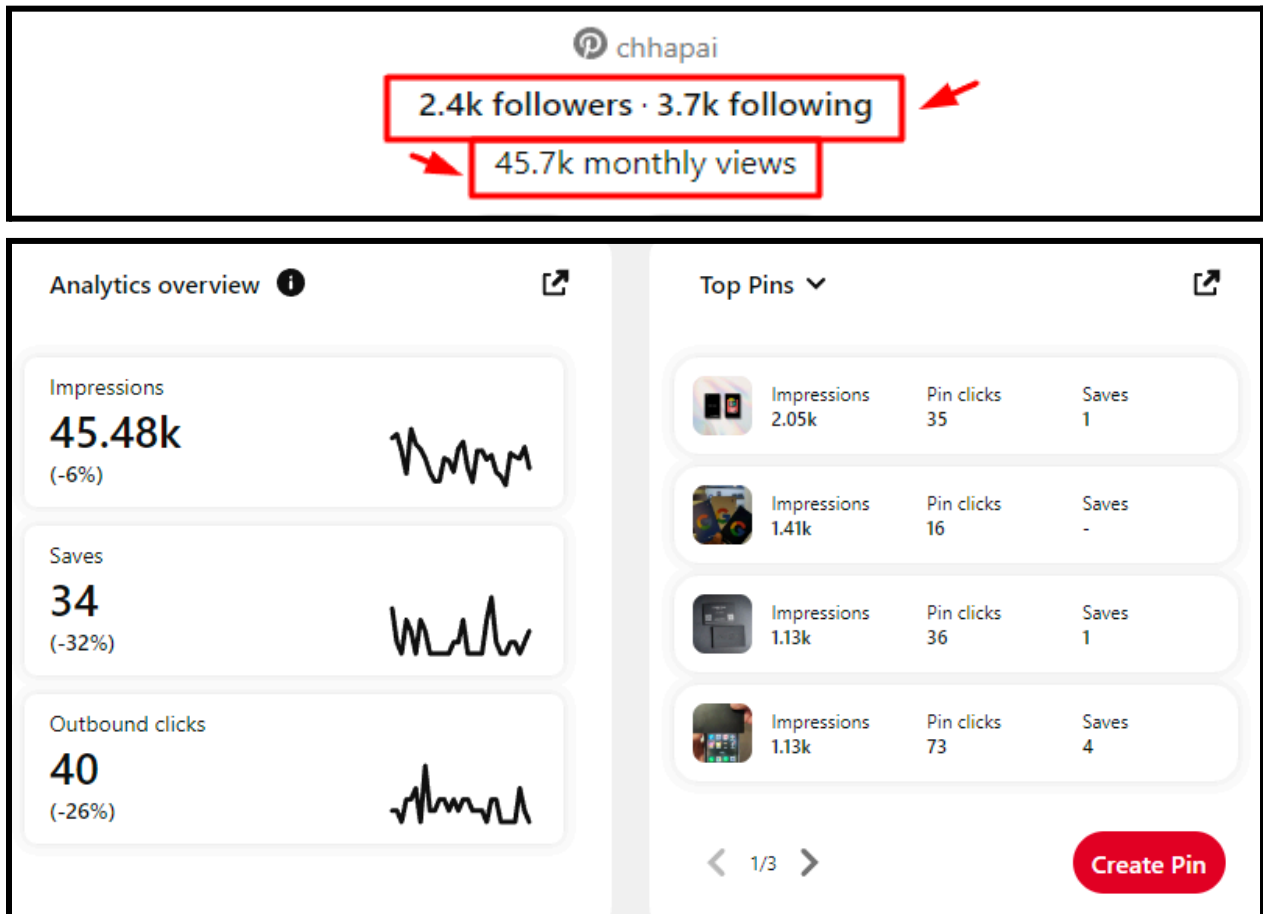 chhapai
2.4k followers · 3.7k following
45.7k monthly views
Analytics overview
Impressions
45.48k
(-6%)
Saves
34
(-32%)
Outbound clicks
40
(-26%)
Top Pins
Impressions Pin clicks Saves
2.05k 35 1
Impressions Pin clicks Saves
1.41k 16 -
Impressions Pin clicks Saves
1.13k 36 1
Impressions Pin clicks Saves
1.13k 73 4
1/3
Create Pin